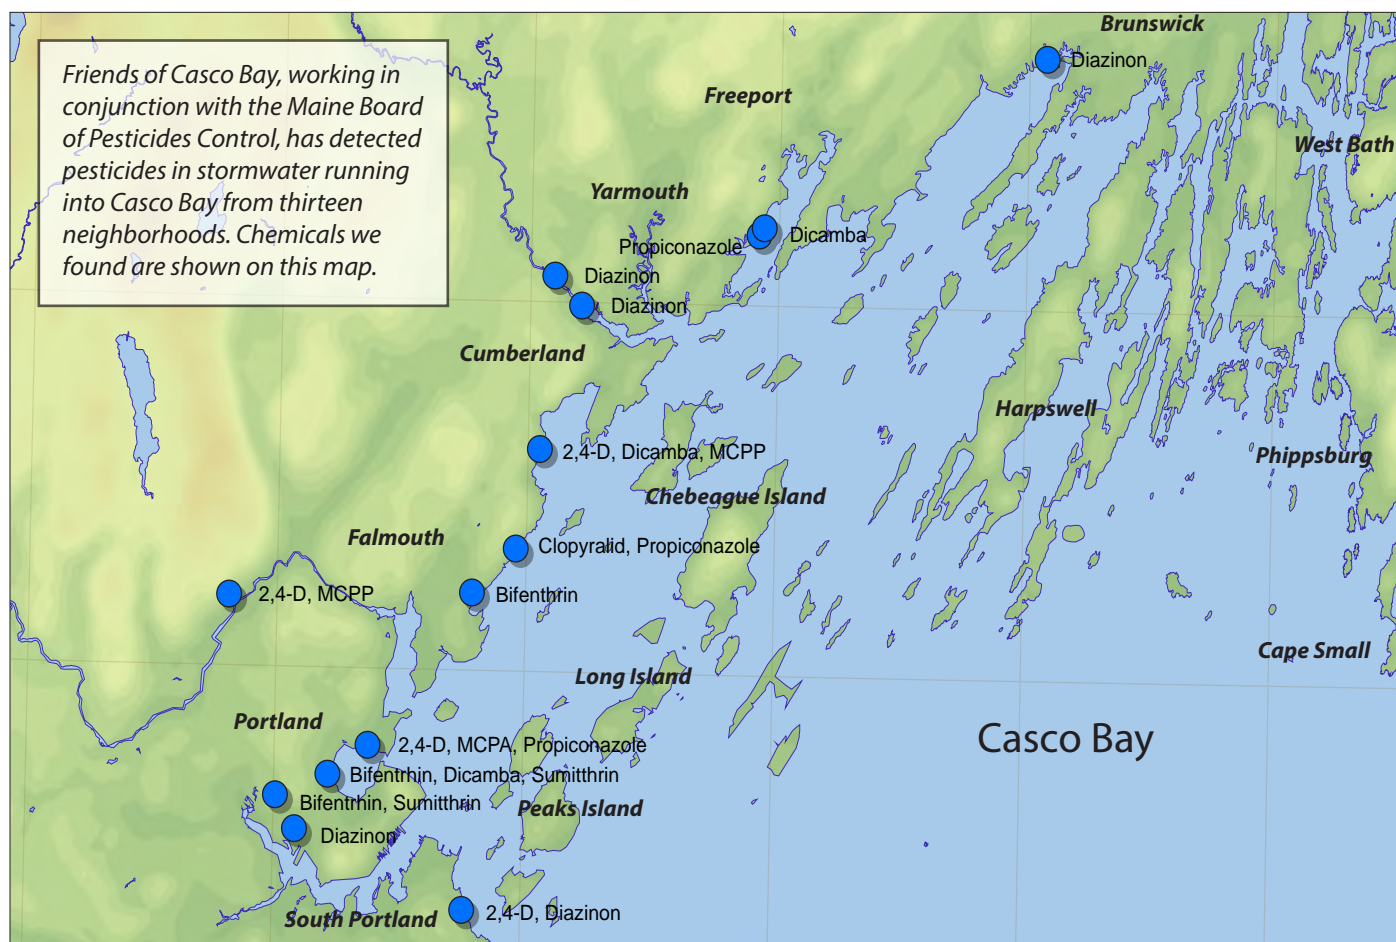 Brunswick
Friends of Casco Bay, working in
conjunction with the Maine Board
of Pesticides Control, has detected
pesticides in stormwater running
into Casco Bay from thirteen
neighborhoods. Chemicals we
found are shown on this map.
Diazinon
Freeport
West Bath
Yarmouth
Dicamba
Propiconazole
Diazinon
Diazinon
Cumberland
Harpswell
2,4-D, Dicamba, MCPP
Phippsburg
Chebeague Island
Falmouth
Clopyralid, Propiconazole
2,4-D, MCPP
Bifenthrin
Cape Small
Long Island
Portland
Casco Bay
2,4-D, MCPA, Propiconazole
Bifentrhin, Dicamba, Sumitthrin
Bifentrhin, Sumitthrin
Peaks Island
Diazinon
South Portland
2,4-D, Diazinon